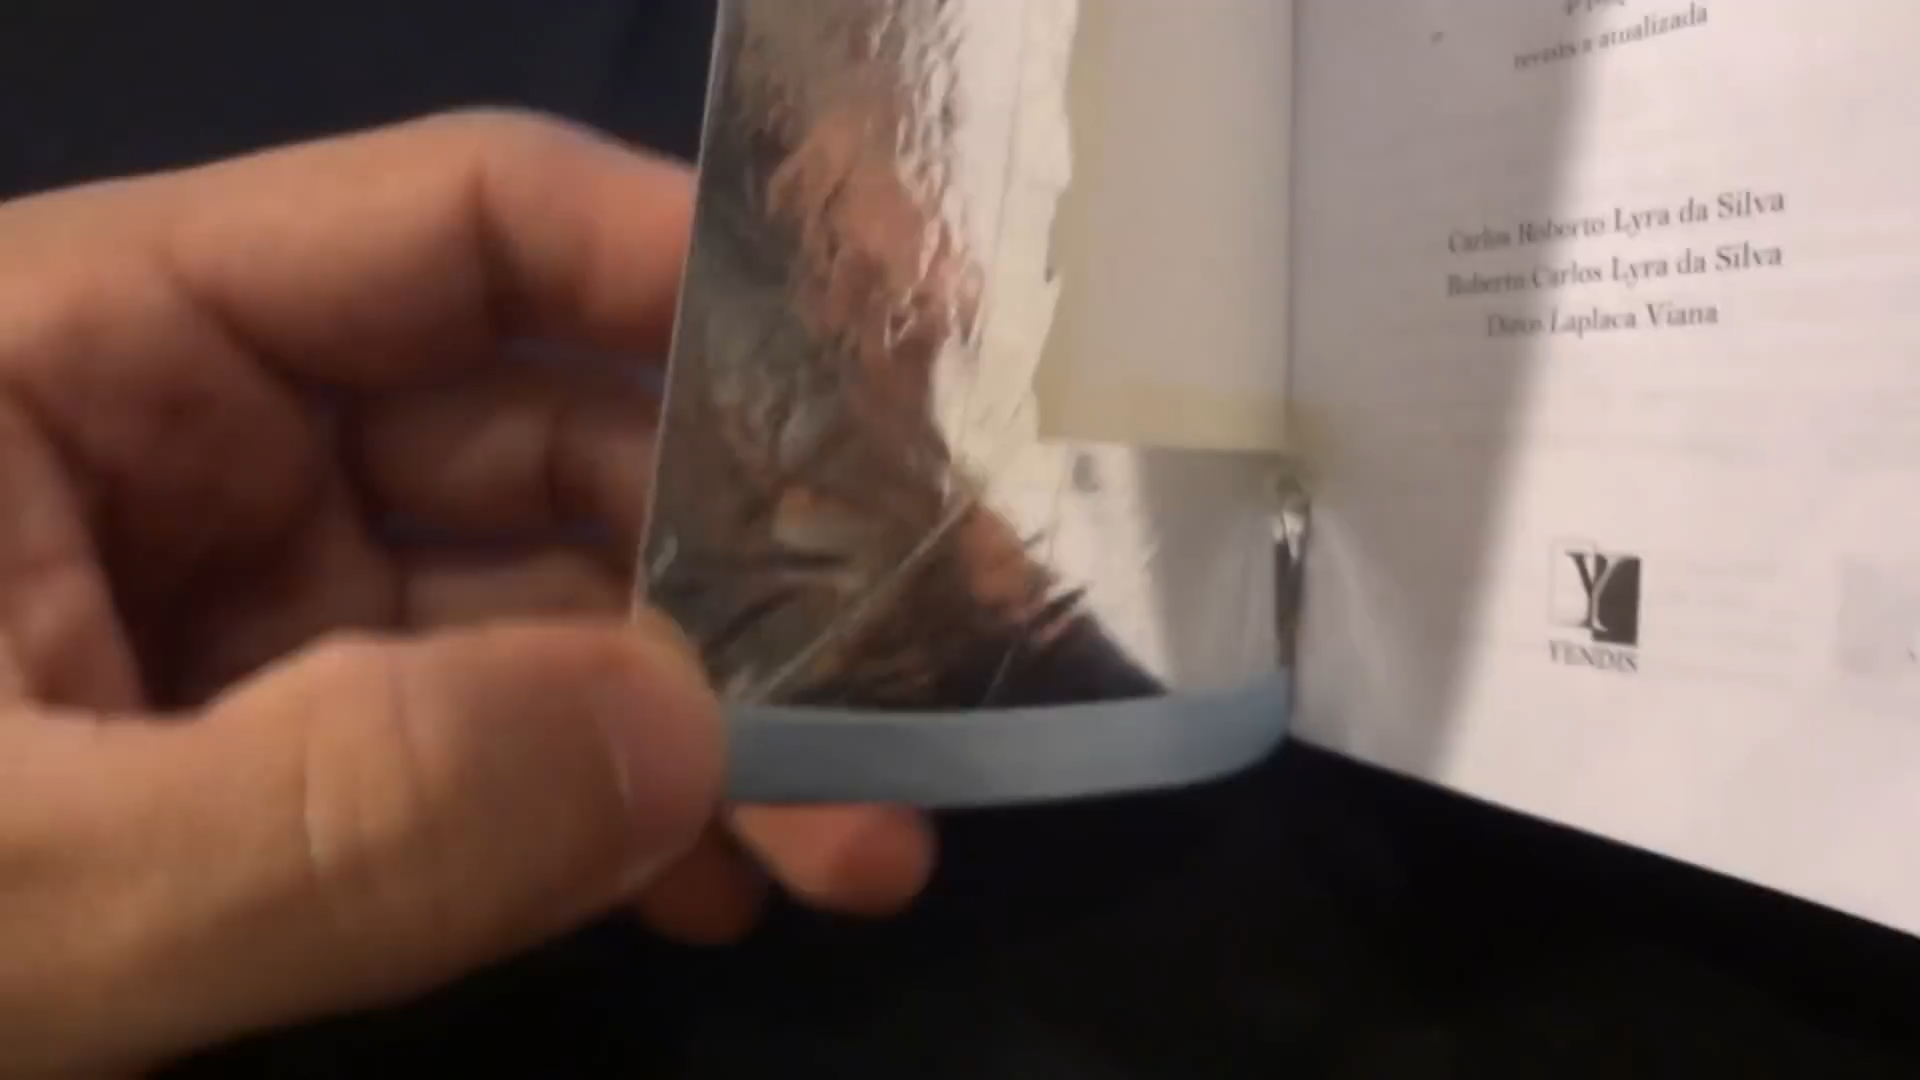 revista e atualizada
Carlos Roberto Lyra da Silva
Roberto Carlos Lyra da Silva
Laplaca Viana
Y
YENDIS